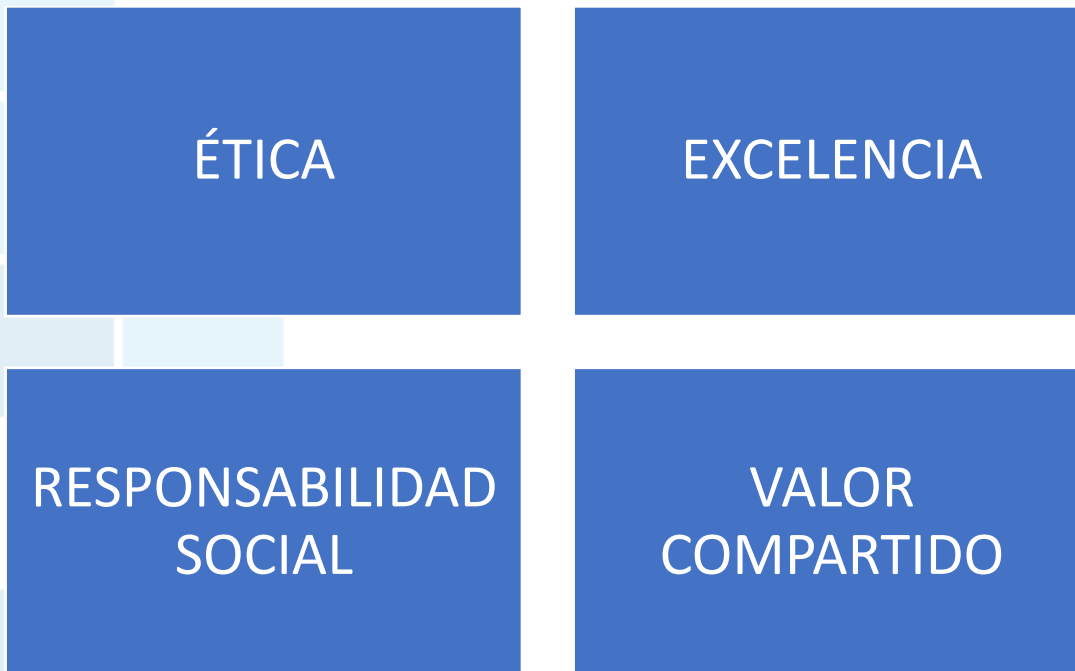 ÉTICA
EXCELENCIA
RESPONSABILIDAD
SOCIAL
VALOR
COMPARTIDO